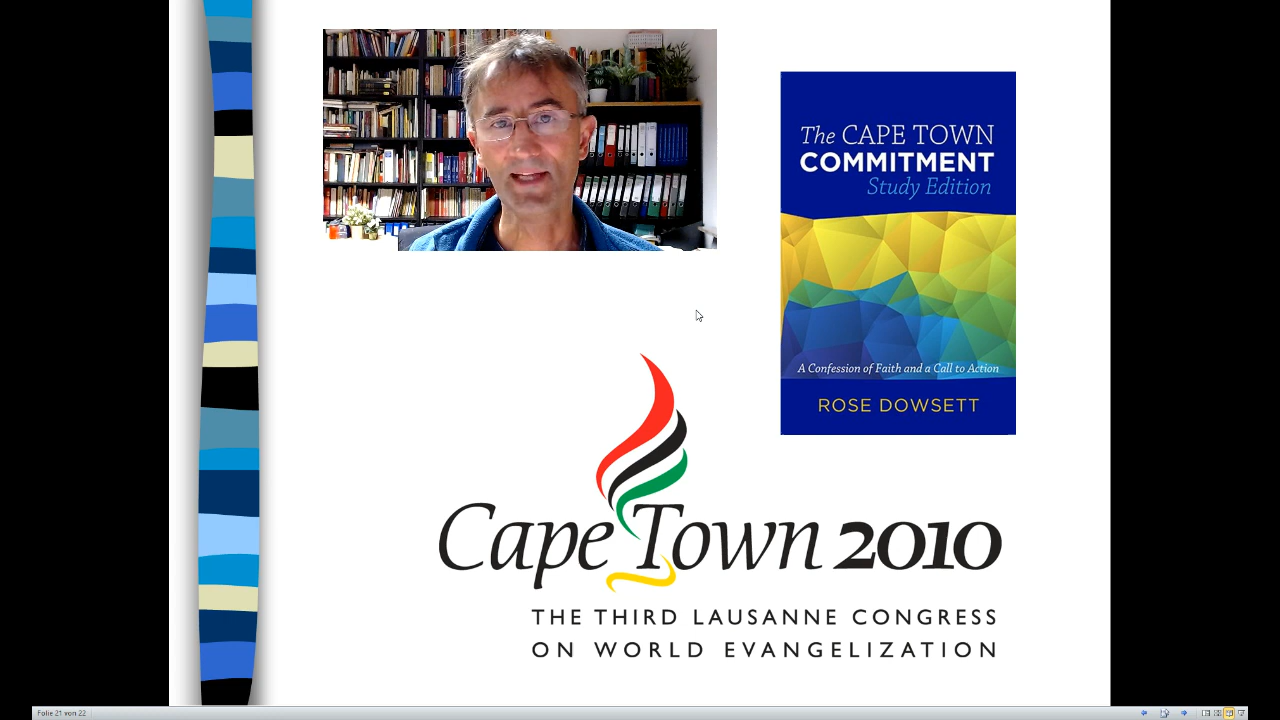 The CAPE TOWN
COMMITMENT
Study Edition
A Confession of Faith and a Call to Action
ROSE DOWSETT
Cape Town 2010
THE THIRD LAUSANNE CONGRESS
ON WORLD EVANGELIZATION
Folie 21 von 22